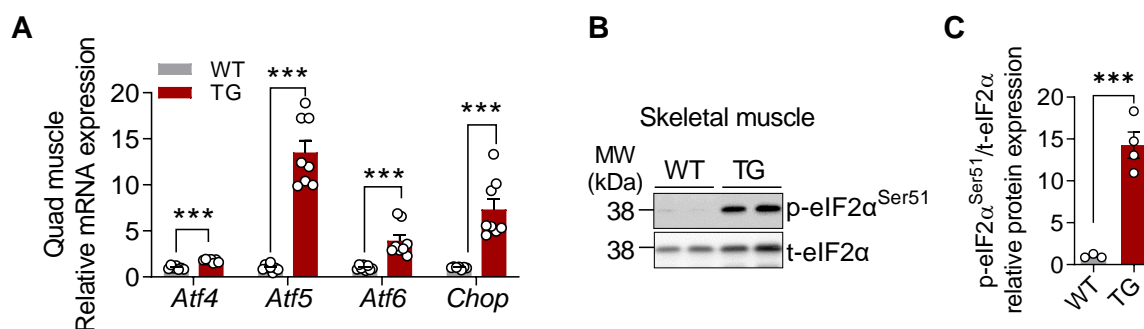 A
Quad muscle
Relative mRNA expression
WT
TG
20
15
10
5
0
***
***
***
***
Atf4
Atf5
Atf6
Chop
B
Skeletal muscle
MW
(kDa)
WT
TG
38
p-eIF2α^Ser51
38
t-eIF2α
C
p-eIF2α^Ser51/t-eIF2α
relative protein expression
20
15
10
5
0
***
WT
TG